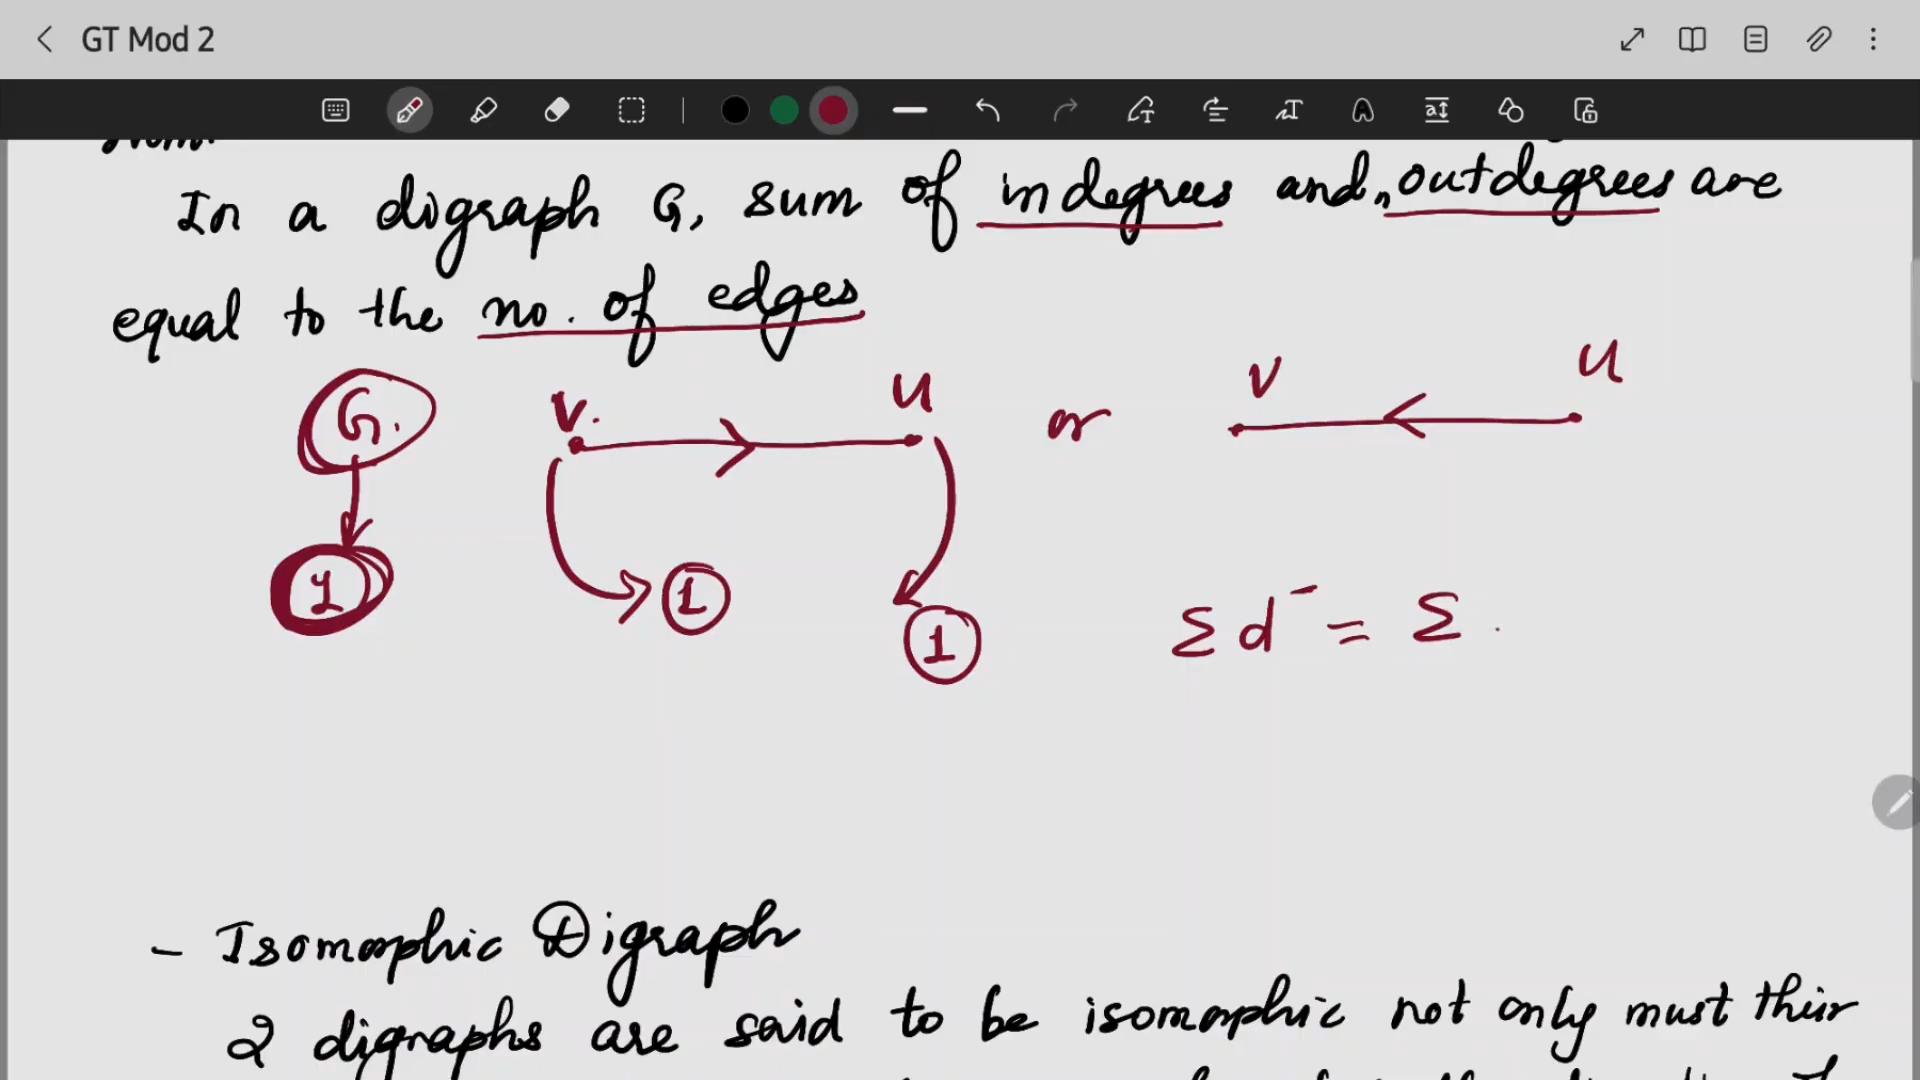 GT Mod 2
In a digraph G, sum of indegrees and outdegrees are
equal to the no. of edges
G.
v.
u
or
v
u
1
1
1
Σd⁻ = Σ
- Isomorphic Digraph
2 digraphs are said to be isomorphic not only must their